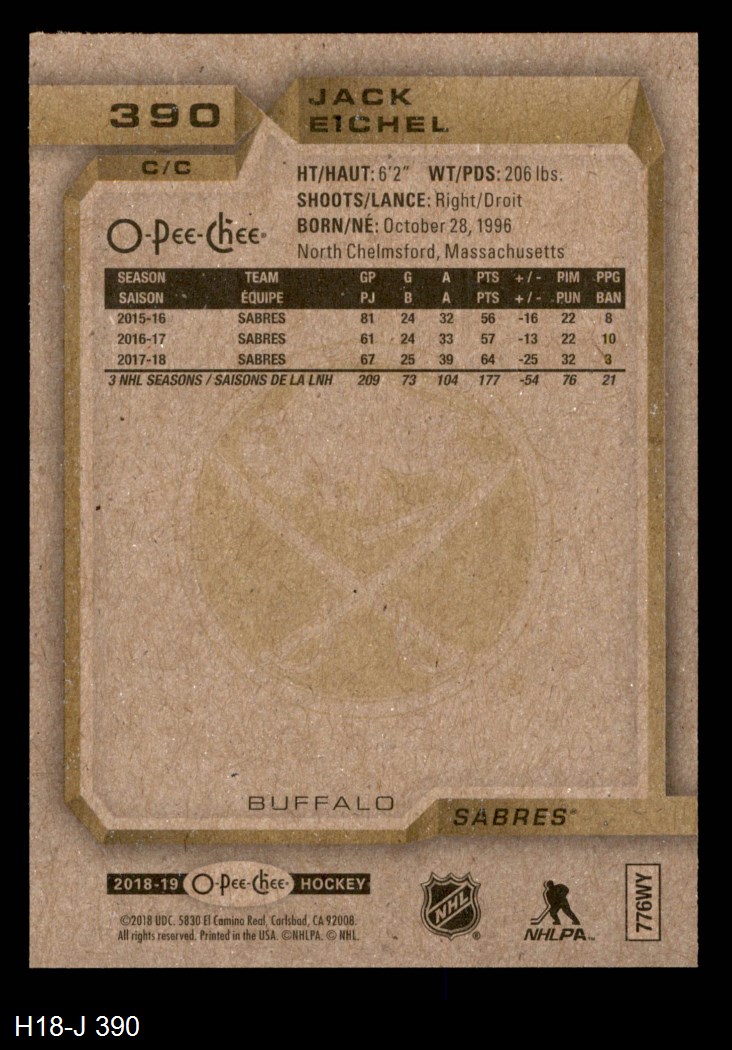 390
JACK
EICHEL
C/C
HT/HAUT: 6'2" WT/PDS: 206 lbs.
SHOOTS/LANCE: Right/Droit
BORN/NÉ: October 28, 1996
North Chelmsford, Massachusetts
O-Pee-Chee®
SEASON TEAM GP G A PTS + / - PIM PPG
SAISON ÉQUIPE PJ B A PTS + / - PUN BAN
2015-16 SABRES 81 24 32 56 -16 22 8
2016-17 SABRES 61 24 33 57 -13 22 10
2017-18 SABRES 67 25 39 64 -25 32 3
3 NHL SEASONS / SAISONS DE LA LNH 209 73 104 177 -54 76 21
BUFFALO
SABRES®
2018-19 O-Pee-Chee® HOCKEY
©2018 UDC. 5830 El Camino Real, Carlsbad, CA 92008.
All rights reserved. Printed in the USA. ©NHLPA. © NHL.
NHL®
NHLPA™
776WY
H18-J 390